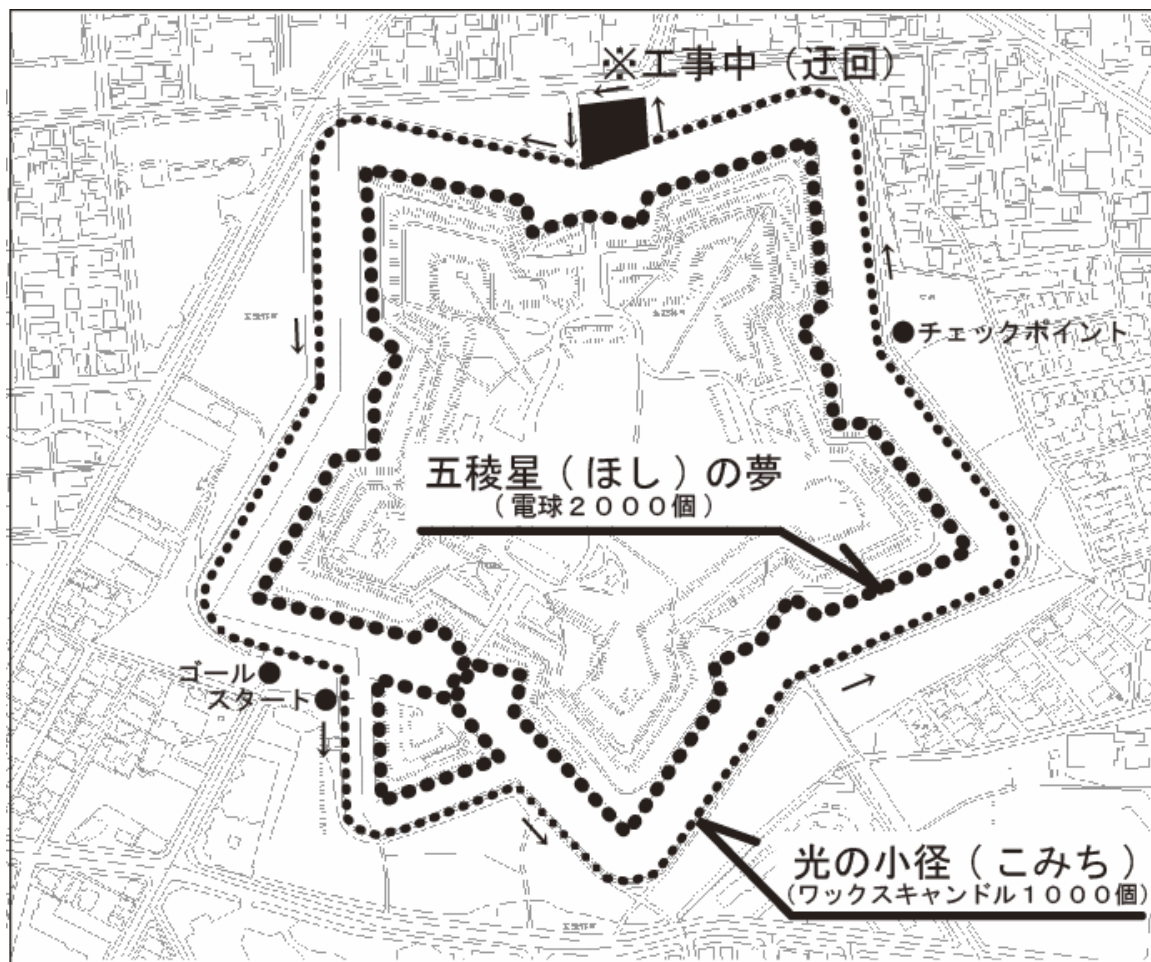 ※工事中（迂回）
チェックポイント
五稜星（ほし）の夢
（電球２０００個）
ゴール
スタート
光の小径（こみち）
（ワックスキャンドル１０００個）